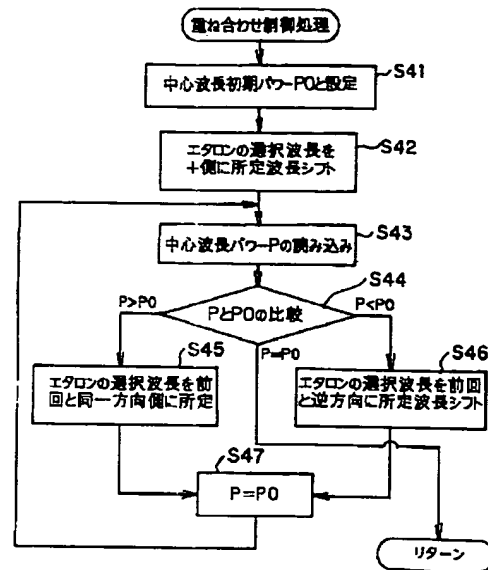 重ね合わせ制御処理
S41
中心波長初期パワーP0と設定
S42
エタロンの選択波長を
+側に所定波長シフト
S43
中心波長パワーPの読み込み
S44
PとP0の比較
P>P0
P<P0
P=P0
S45
エタロンの選択波長を前
回と同一方向側に所定
S46
エタロンの選択波長を前回
と逆方向に所定波長シフト
S47
P=P0
リターン